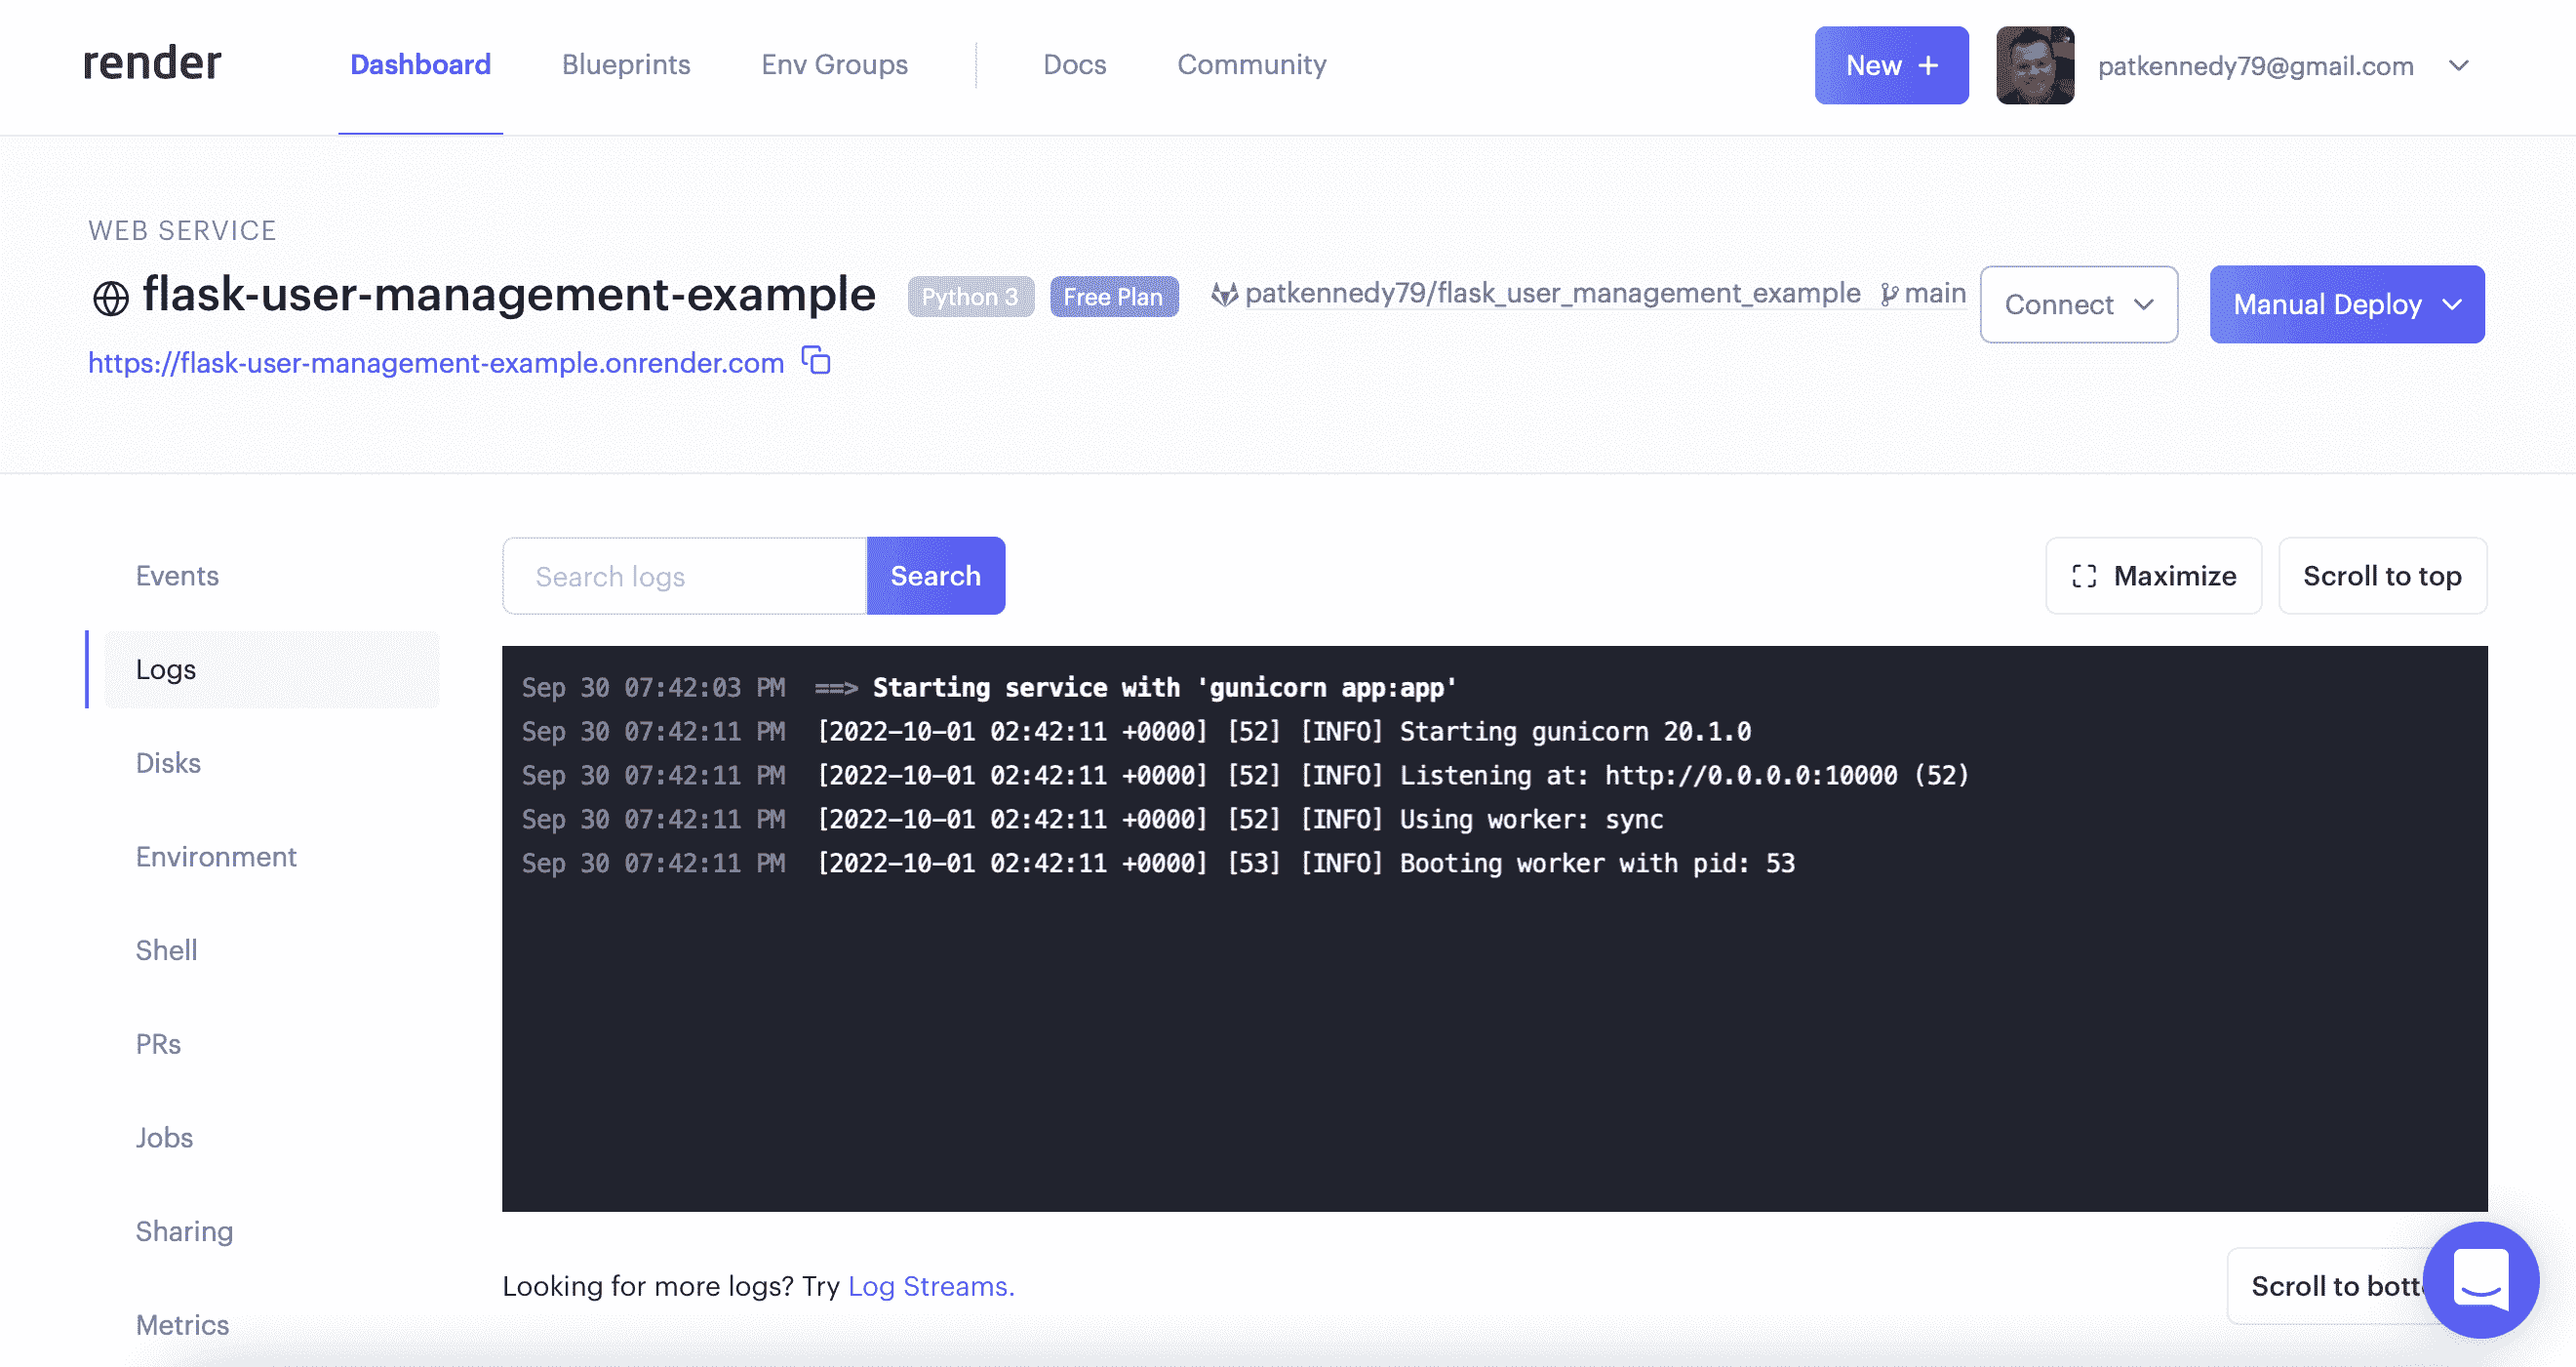 render Dashboard Blueprints Env Groups Docs Community New + patkennedy79@gmail.com
WEB SERVICE
flask-user-management-example Python 3 Free Plan patkennedy79/flask_user_management_example main Connect Manual Deploy
https://flask-user-management-example.onrender.com
Events
Logs
Disks
Environment
Shell
PRs
Jobs
Sharing
Metrics
Search logs Search Maximize Scroll to top
Sep 30 07:42:03 PM ==> Starting service with 'gunicorn app:app'
Sep 30 07:42:11 PM [2022-10-01 02:42:11 +0000] [52] [INFO] Starting gunicorn 20.1.0
Sep 30 07:42:11 PM [2022-10-01 02:42:11 +0000] [52] [INFO] Listening at: http://0.0.0.0:10000 (52)
Sep 30 07:42:11 PM [2022-10-01 02:42:11 +0000] [52] [INFO] Using worker: sync
Sep 30 07:42:11 PM [2022-10-01 02:42:11 +0000] [53] [INFO] Booting worker with pid: 53
Looking for more logs? Try Log Streams. Scroll to